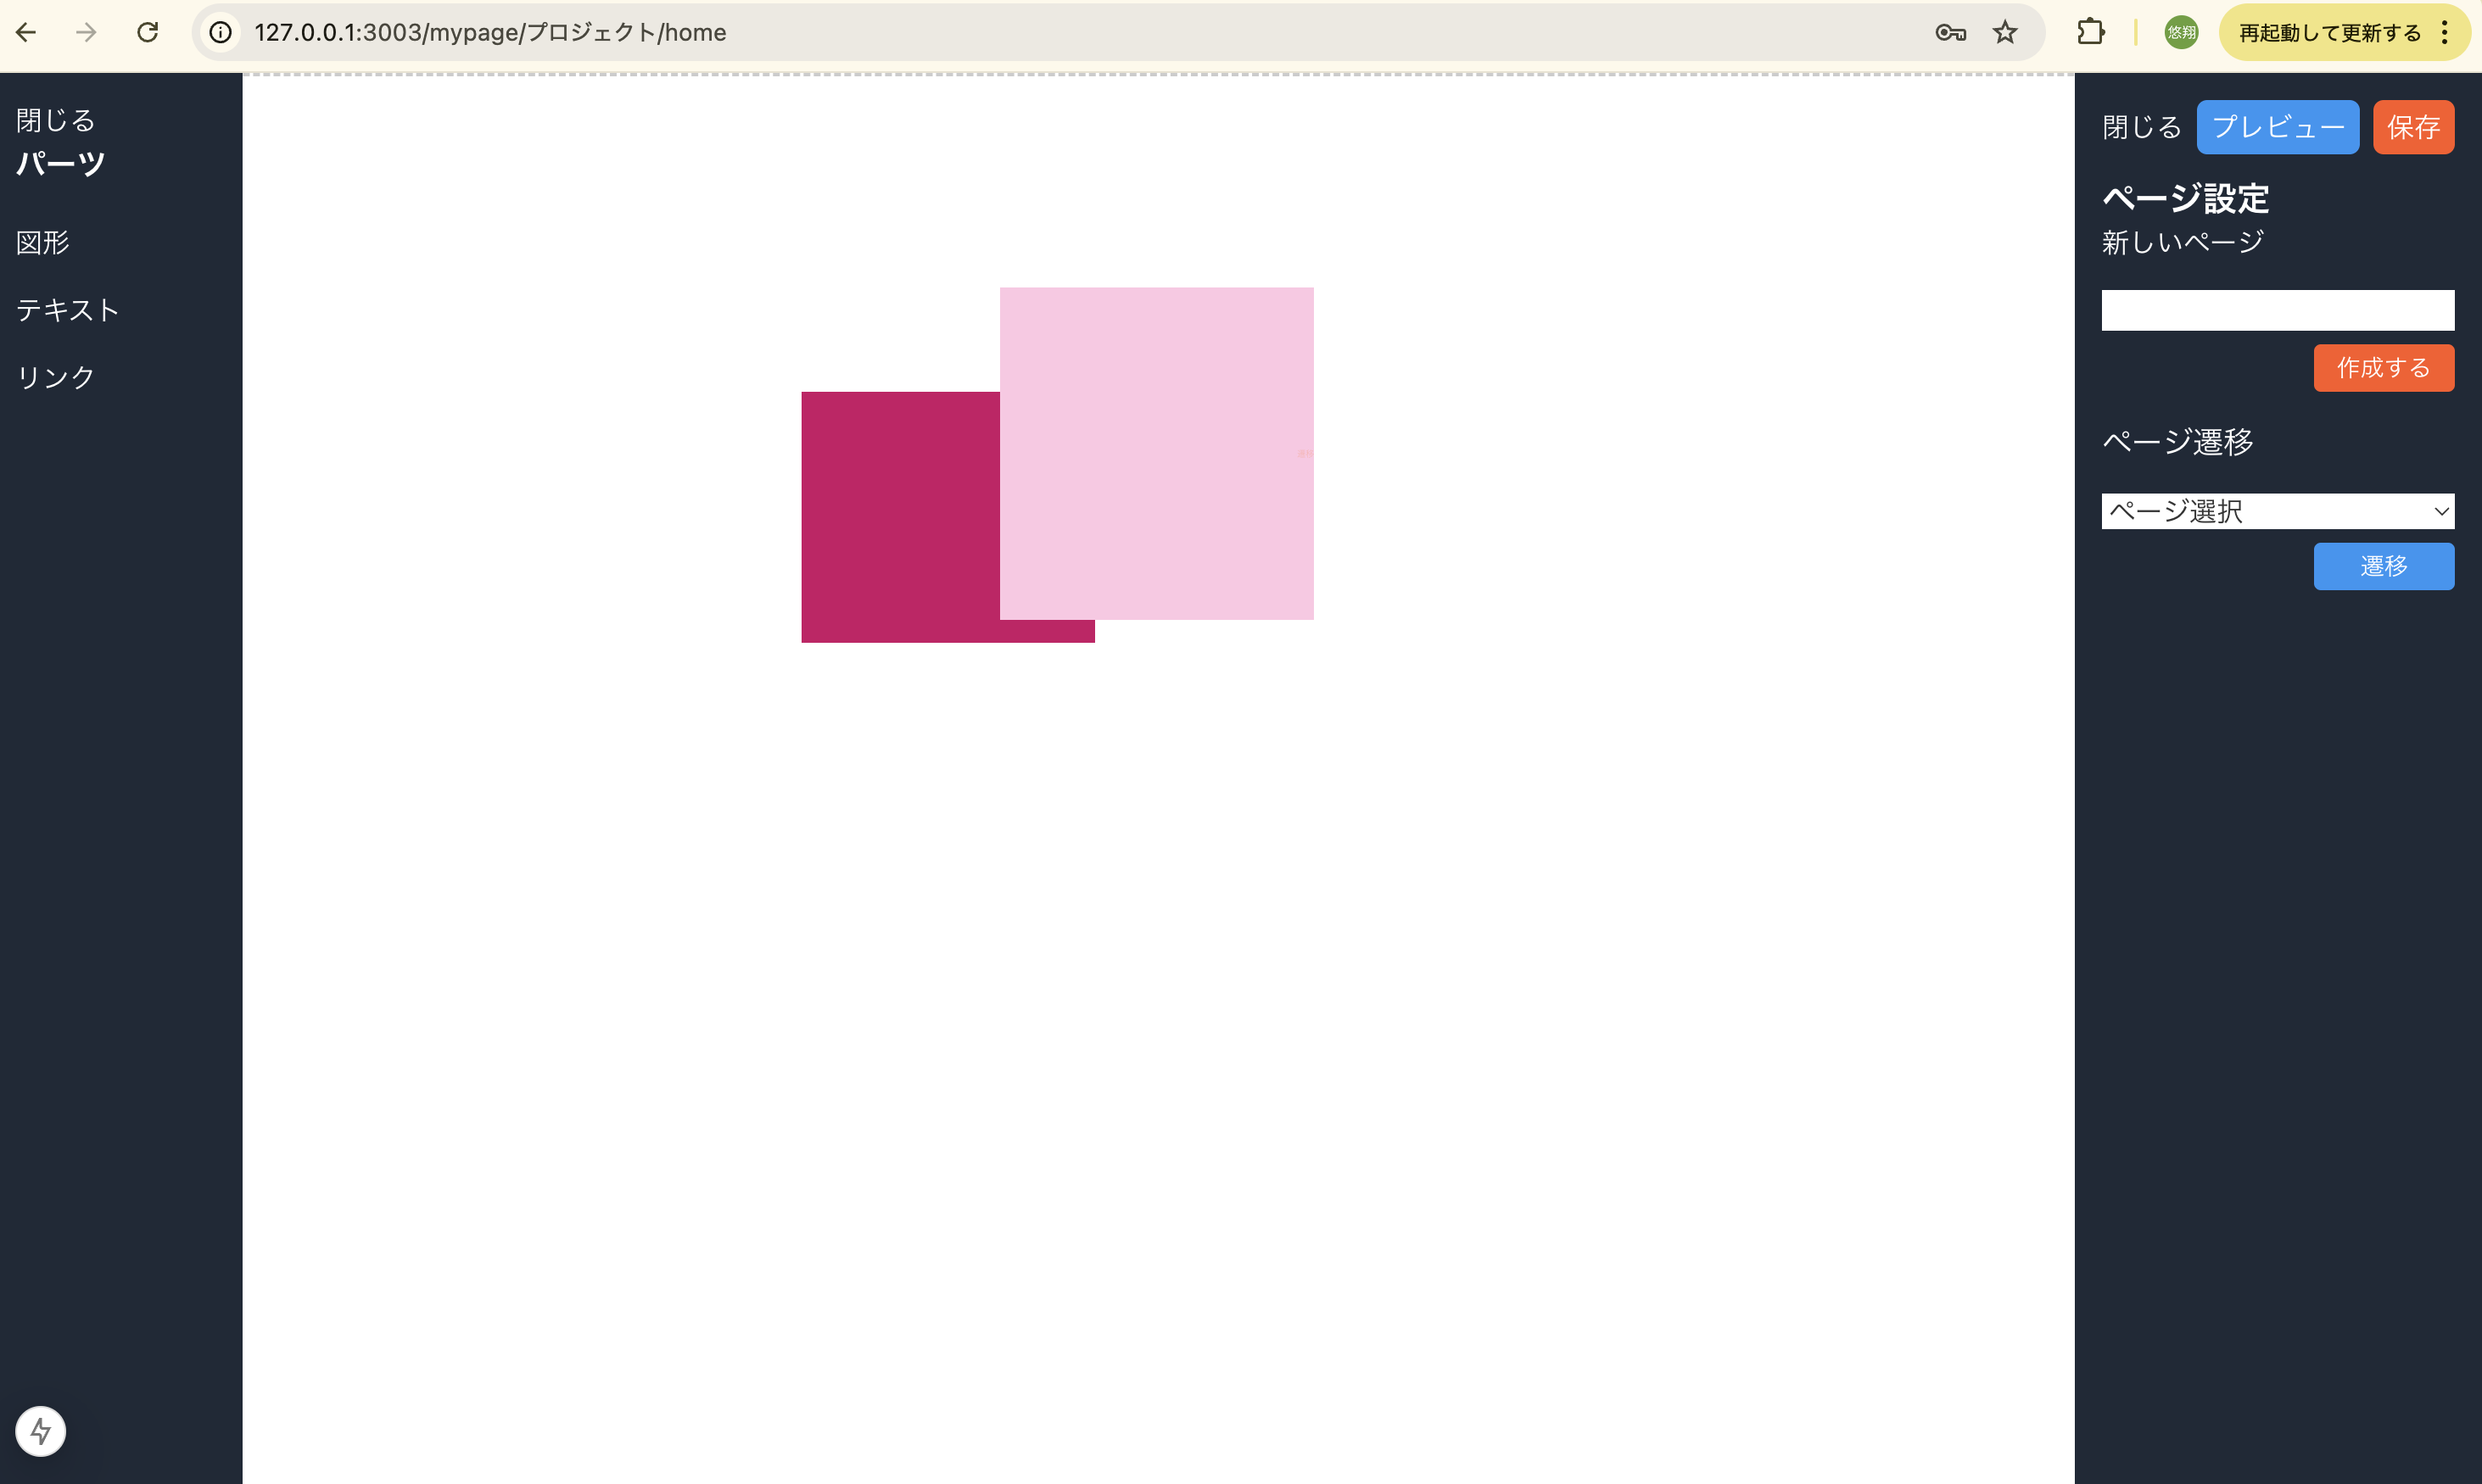 127.0.0.1:3003/mypage/プロジェクト/home
悠翔
再起動して更新する
閉じる
パーツ
図形
テキスト
リンク
閉じる
プレビュー
保存
ページ設定
新しいページ
作成する
ページ遷移
ページ選択
遷移